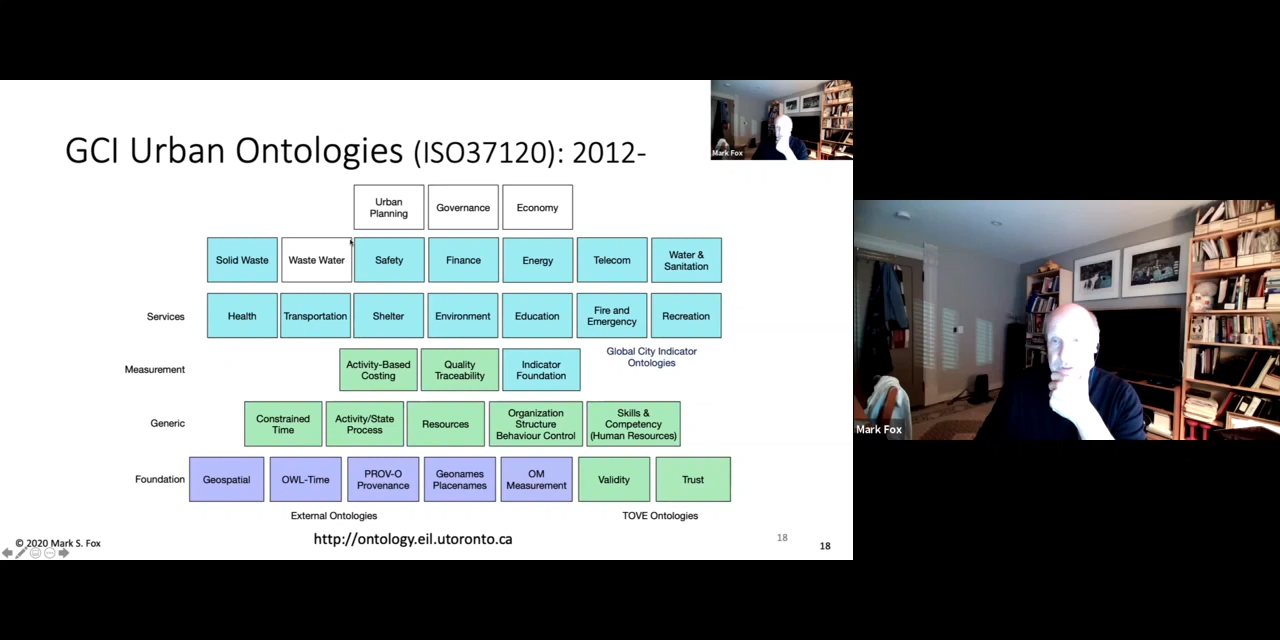 Mark Fox
GCI Urban Ontologies (ISO37120): 2012-
Urban
Planning
Governance
Economy
Solid Waste
Waste Water
Safety
Finance
Energy
Telecom
Water &
Sanitation
Services
Health
Transportation
Shelter
Environment
Education
Fire and
Emergency
Recreation
Global City Indicator
Ontologies
Measurement
Activity-Based
Costing
Quality
Traceability
Indicator
Foundation
Generic
Constrained
Time
Activity/State
Process
Resources
Organization
Structure
Behaviour Control
Skills &
Competency
(Human Resources)
Foundation
Geospatial
OWL-Time
PROV-O
Provenance
Geonames
Placenames
OM
Measurement
Validity
Trust
External Ontologies
TOVE Ontologies
© 2020 Mark S. Fox
http://ontology.eil.utoronto.ca
18
18
Mark Fox